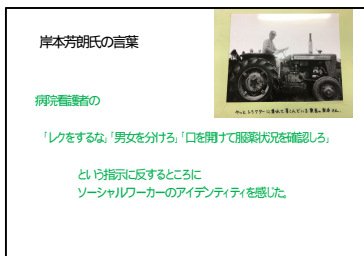 岸本芳朗氏の言葉
病院看護者の
「レクをするな」「男女を分けろ」「口を開けて服薬状況を確認しろ」
という指示に反するところに
ソーシャルワーカーのアイデンティティを感じた。